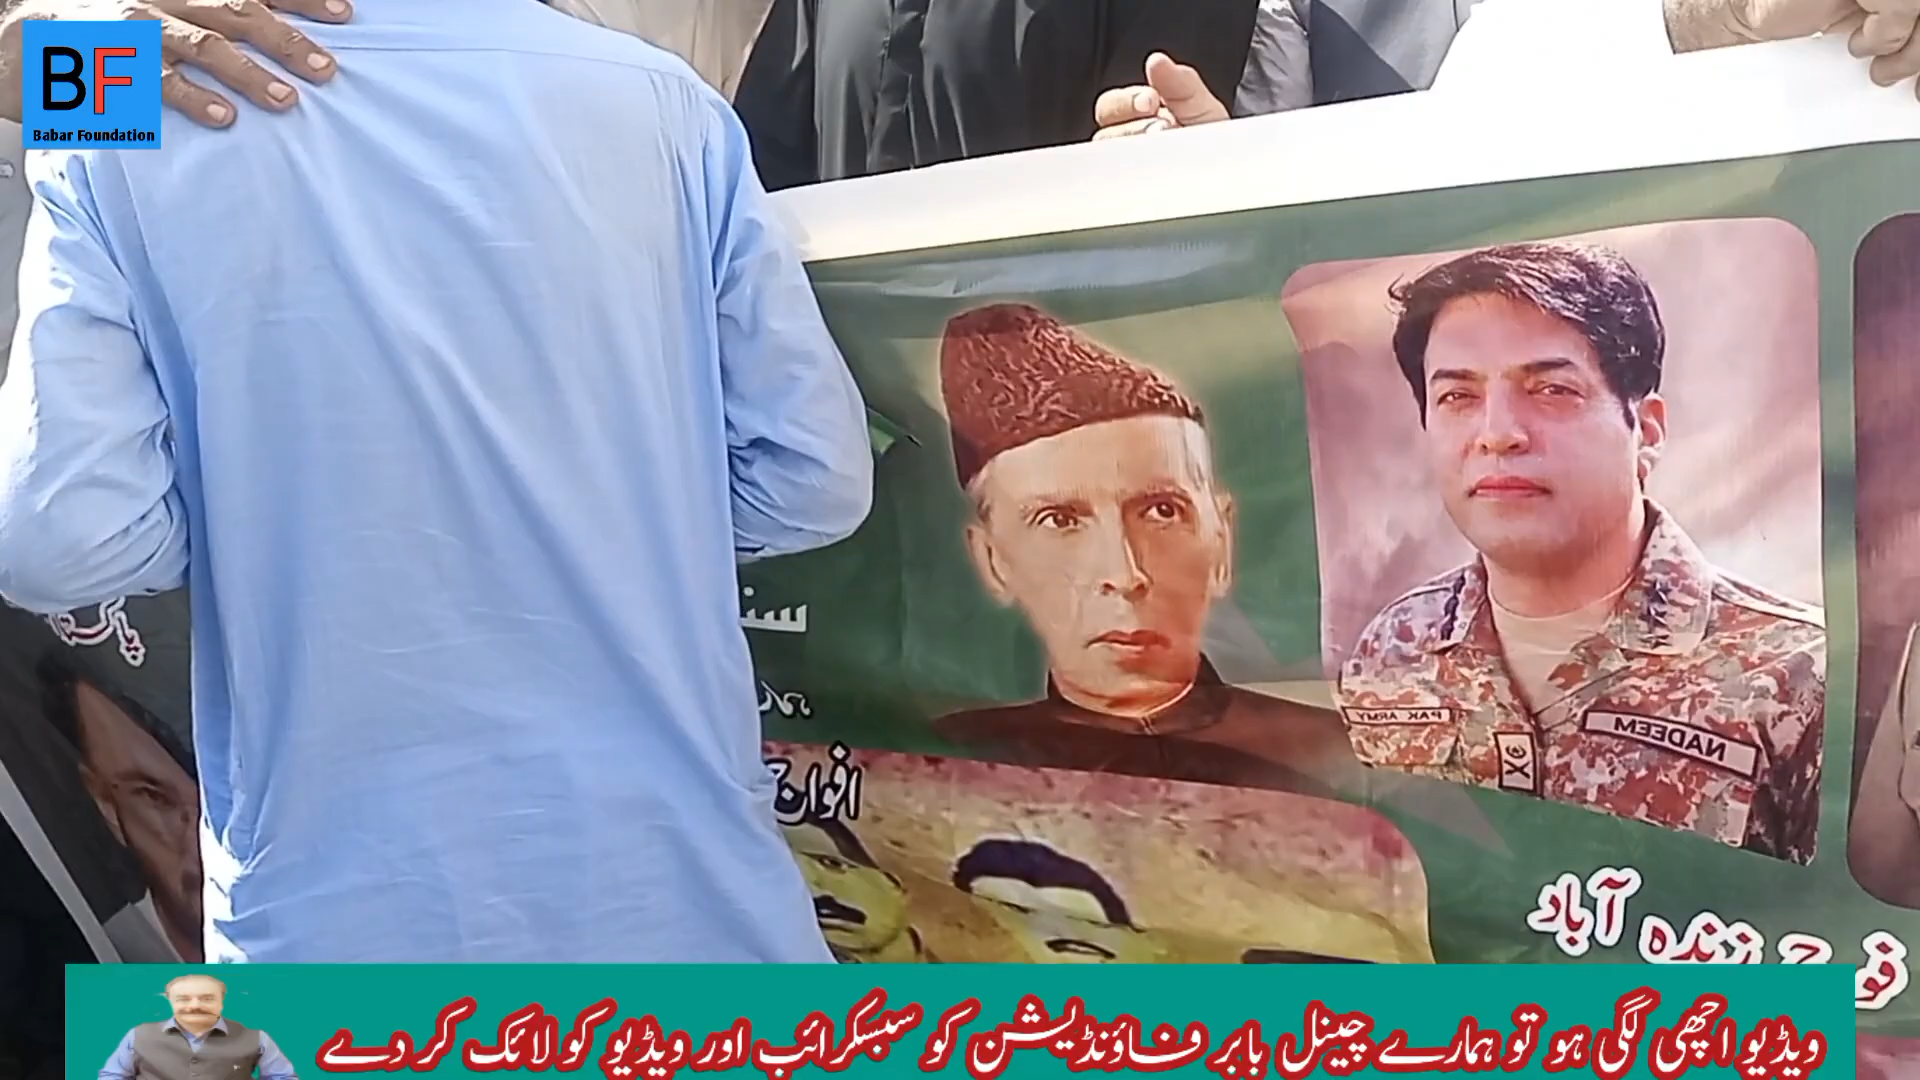 BF
Babar Foundation
افواج
PAK ARMY
NADEEM
زندہ آباد
ویڈیو اچھی لگی ہو تو ہمارے چینل بابر فاؤنڈیشن کو سبسکرائب اور ویڈیو کو لائک کر دے